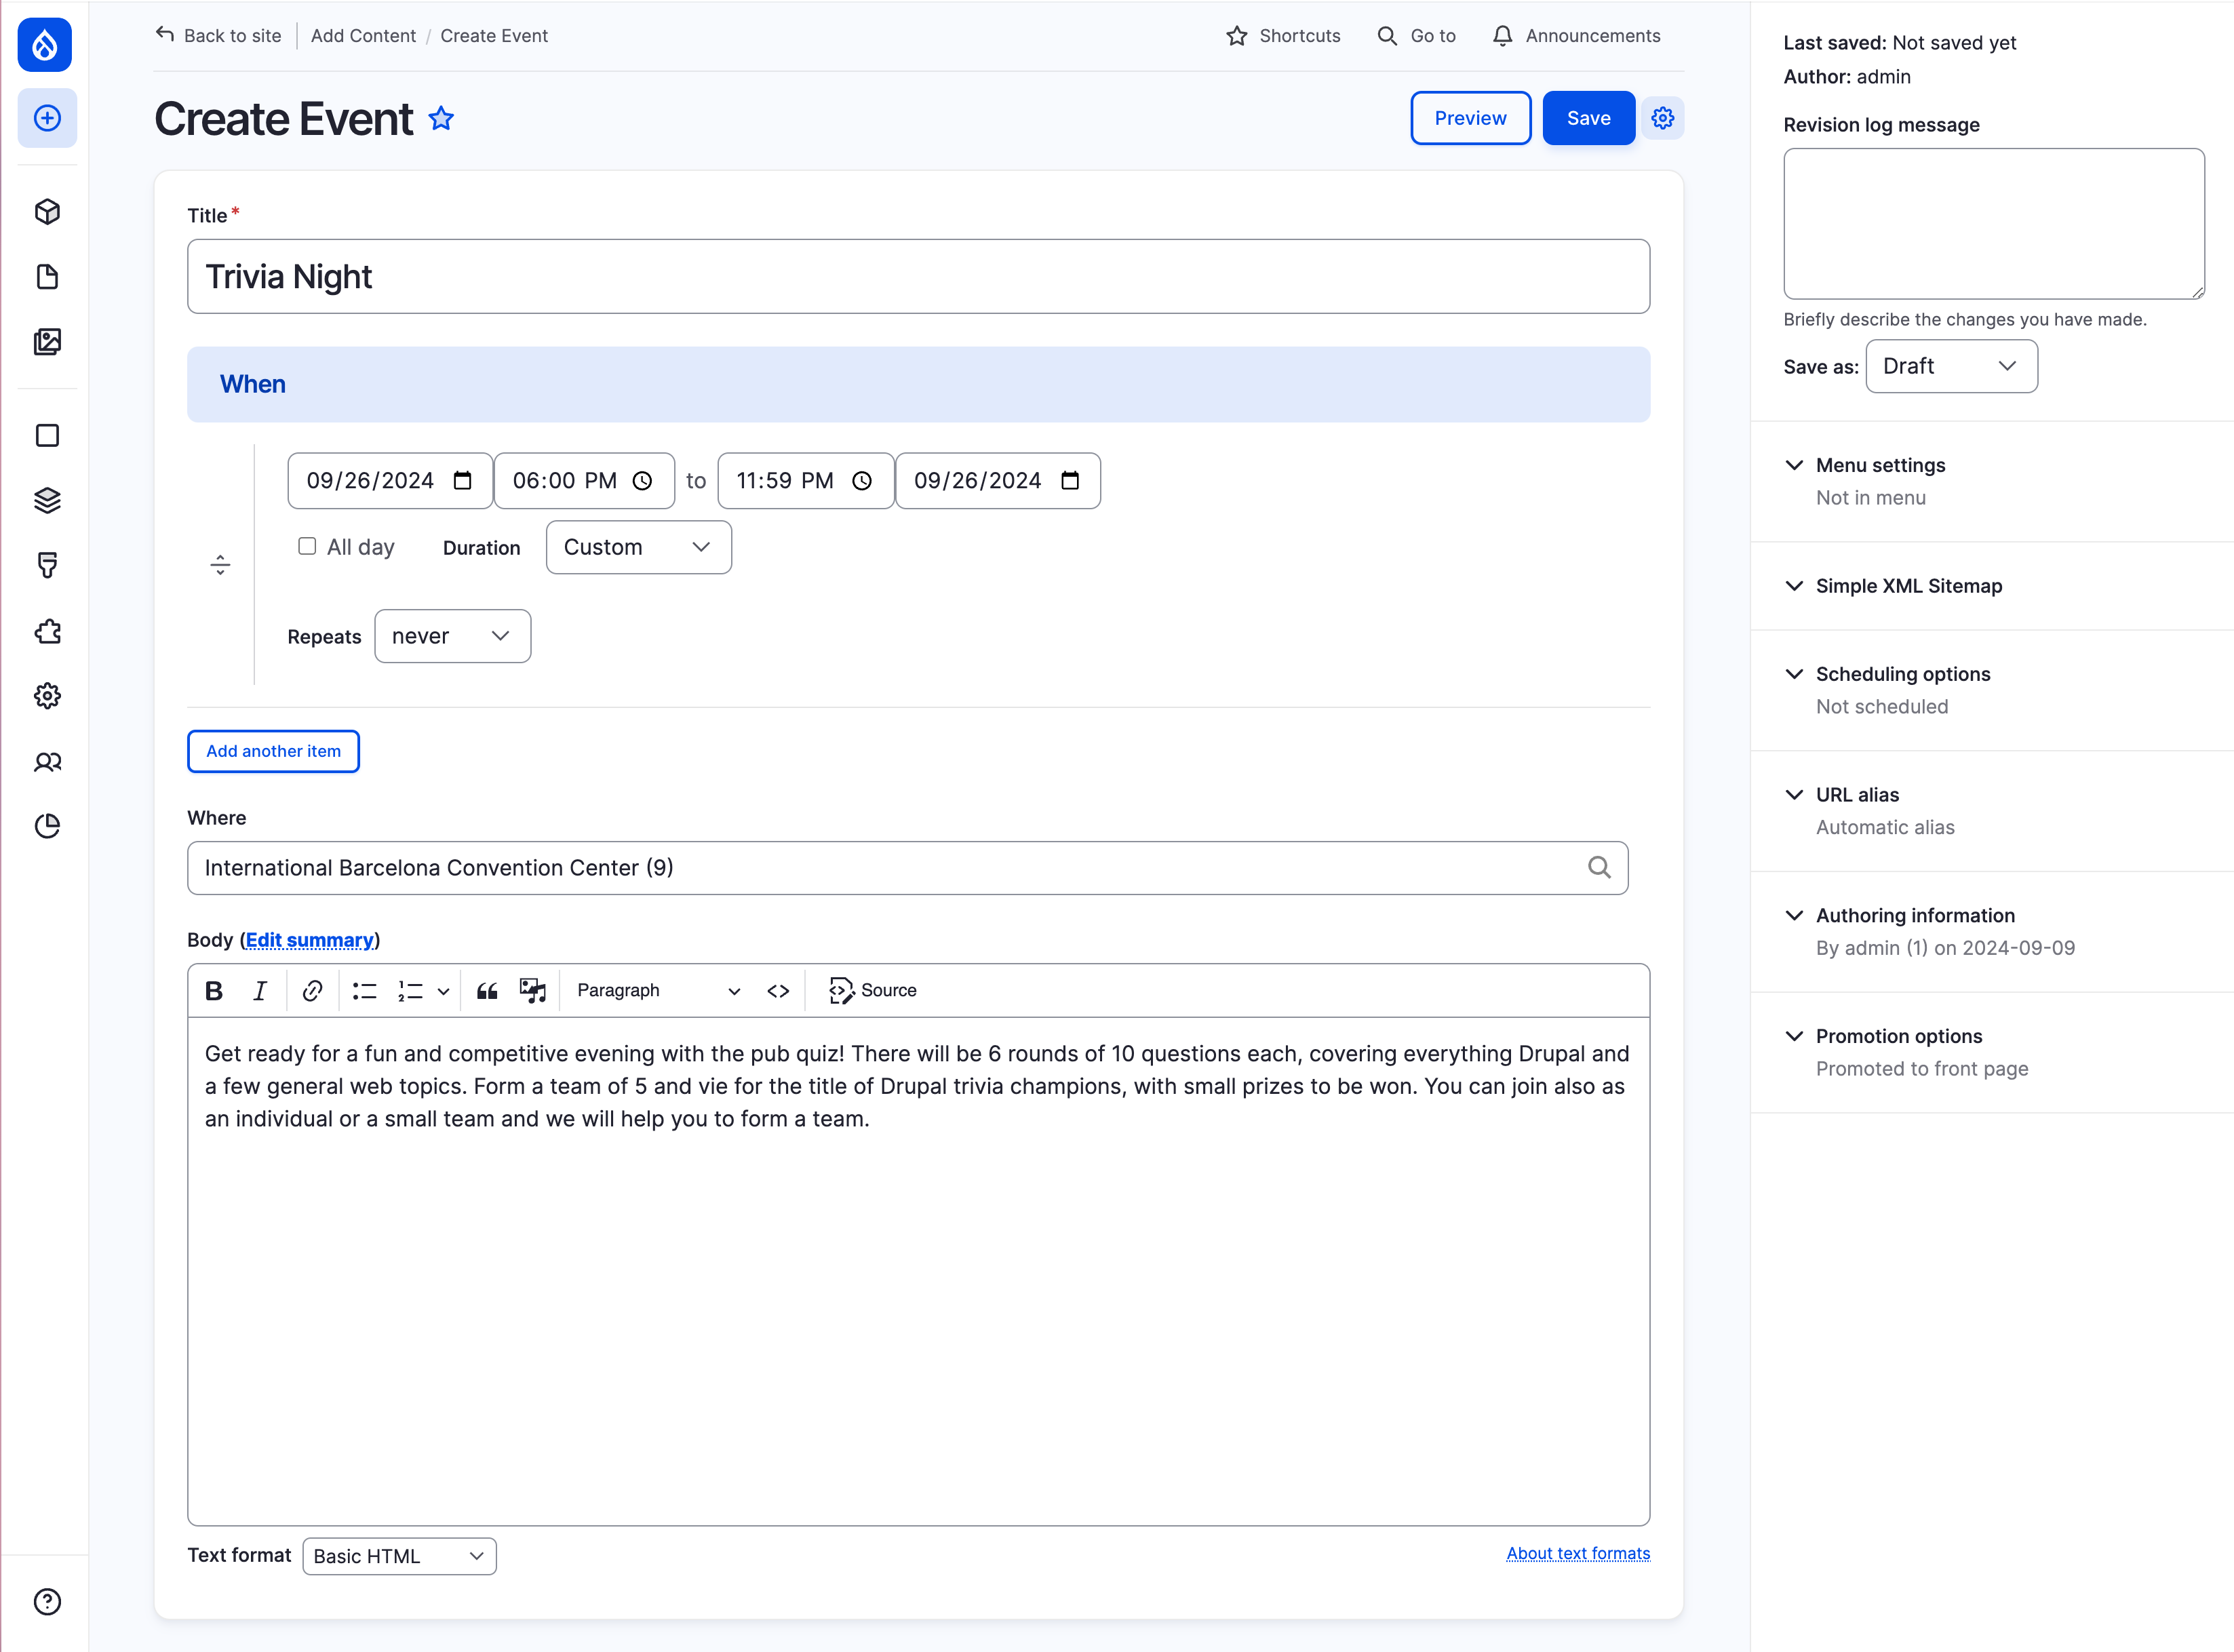 Back to site
Add Content / Create Event
Shortcuts
Go to
Announcements
Create Event
Preview
Save
Title*
Trivia Night
When
09/26/2024 06:00 PM to 11:59 PM 09/26/2024
All day Duration Custom
Repeats never
Add another item
Where
International Barcelona Convention Center (9)
Body (Edit summary)
B I Paragraph Source
Get ready for a fun and competitive evening with the pub quiz! There will be 6 rounds of 10 questions each, covering everything Drupal and
a few general web topics. Form a team of 5 and vie for the title of Drupal trivia champions, with small prizes to be won. You can join also as
an individual or a small team and we will help you to form a team.
Text format Basic HTML
About text formats
Last saved: Not saved yet
Author: admin
Revision log message
Briefly describe the changes you have made.
Save as: Draft
Menu settings
Not in menu
Simple XML Sitemap
Scheduling options
Not scheduled
URL alias
Automatic alias
Authoring information
By admin (1) on 2024-09-09
Promotion options
Promoted to front page